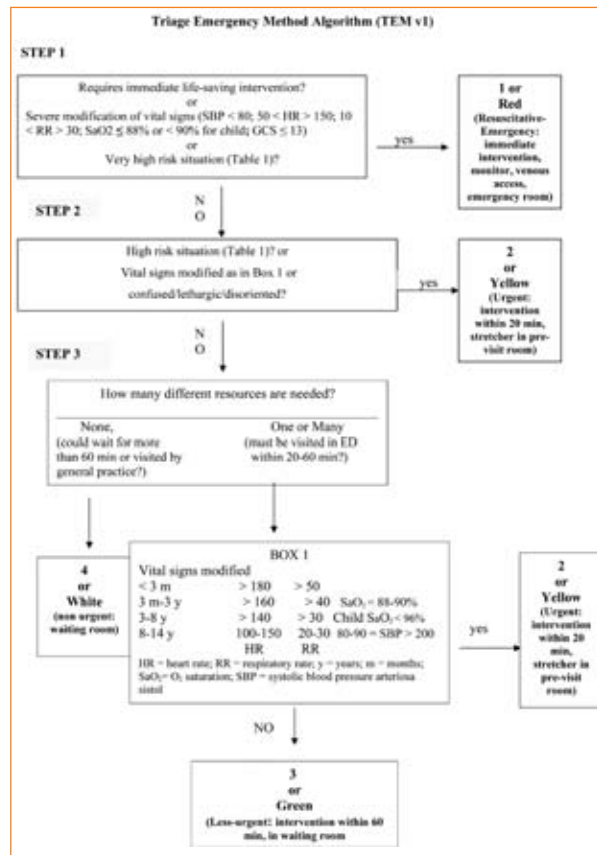 Triage Emergency Method Algorithm (TEM v1)
STEP 1
Requires immediate life-saving intervention?
or
Severe modification of vital signs (SBP < 80; 50 < HR > 150; 10
< RR > 30; SaO2 ≤ 88% or < 90% for child; GCS ≤ 13)
or
Very high risk situation (Table 1)?
yes
1 or
Red
(Resuscitative-
Emergency:
immediate
intervention,
monitor, venous
access,
emergency room)
N
O
STEP 2
High risk situation (Table 1)? or
Vital signs modified as in Box 1 or
confused/lethargic/disoriented?
yes
2
or
Yellow
(Urgent:
intervention
within 20 min,
stretcher in pre-
visit room)
N
O
STEP 3
How many different resources are needed?
None,
(could wait for more
than 60 min or visited by
general practice?)
One or Many
(must be visited in ED
within 20-60 min?)
4
or
White
(non urgent:
waiting room)
BOX 1
Vital signs modified
< 3 m > 180 > 50
3 m-3 y > 160 > 40 SaO₂ = 88-90%
3-8 y > 140 > 30 Child SaO₂ < 96%
8-14 y 100-150 20-30 80-90 = SBP > 200
HR RR
HR = heart rate; RR = respiratory rate; y = years; m = months;
SaO₂= O₂ saturation; SBP = systolic blood pressure arteriosa
sistol
yes
2
or
Yellow
(Urgent:
intervention
within 20
min,
stretcher in
pre-visit
room)
NO
3
or
Green
(Less-urgent: intervention within 60
min, in waiting room